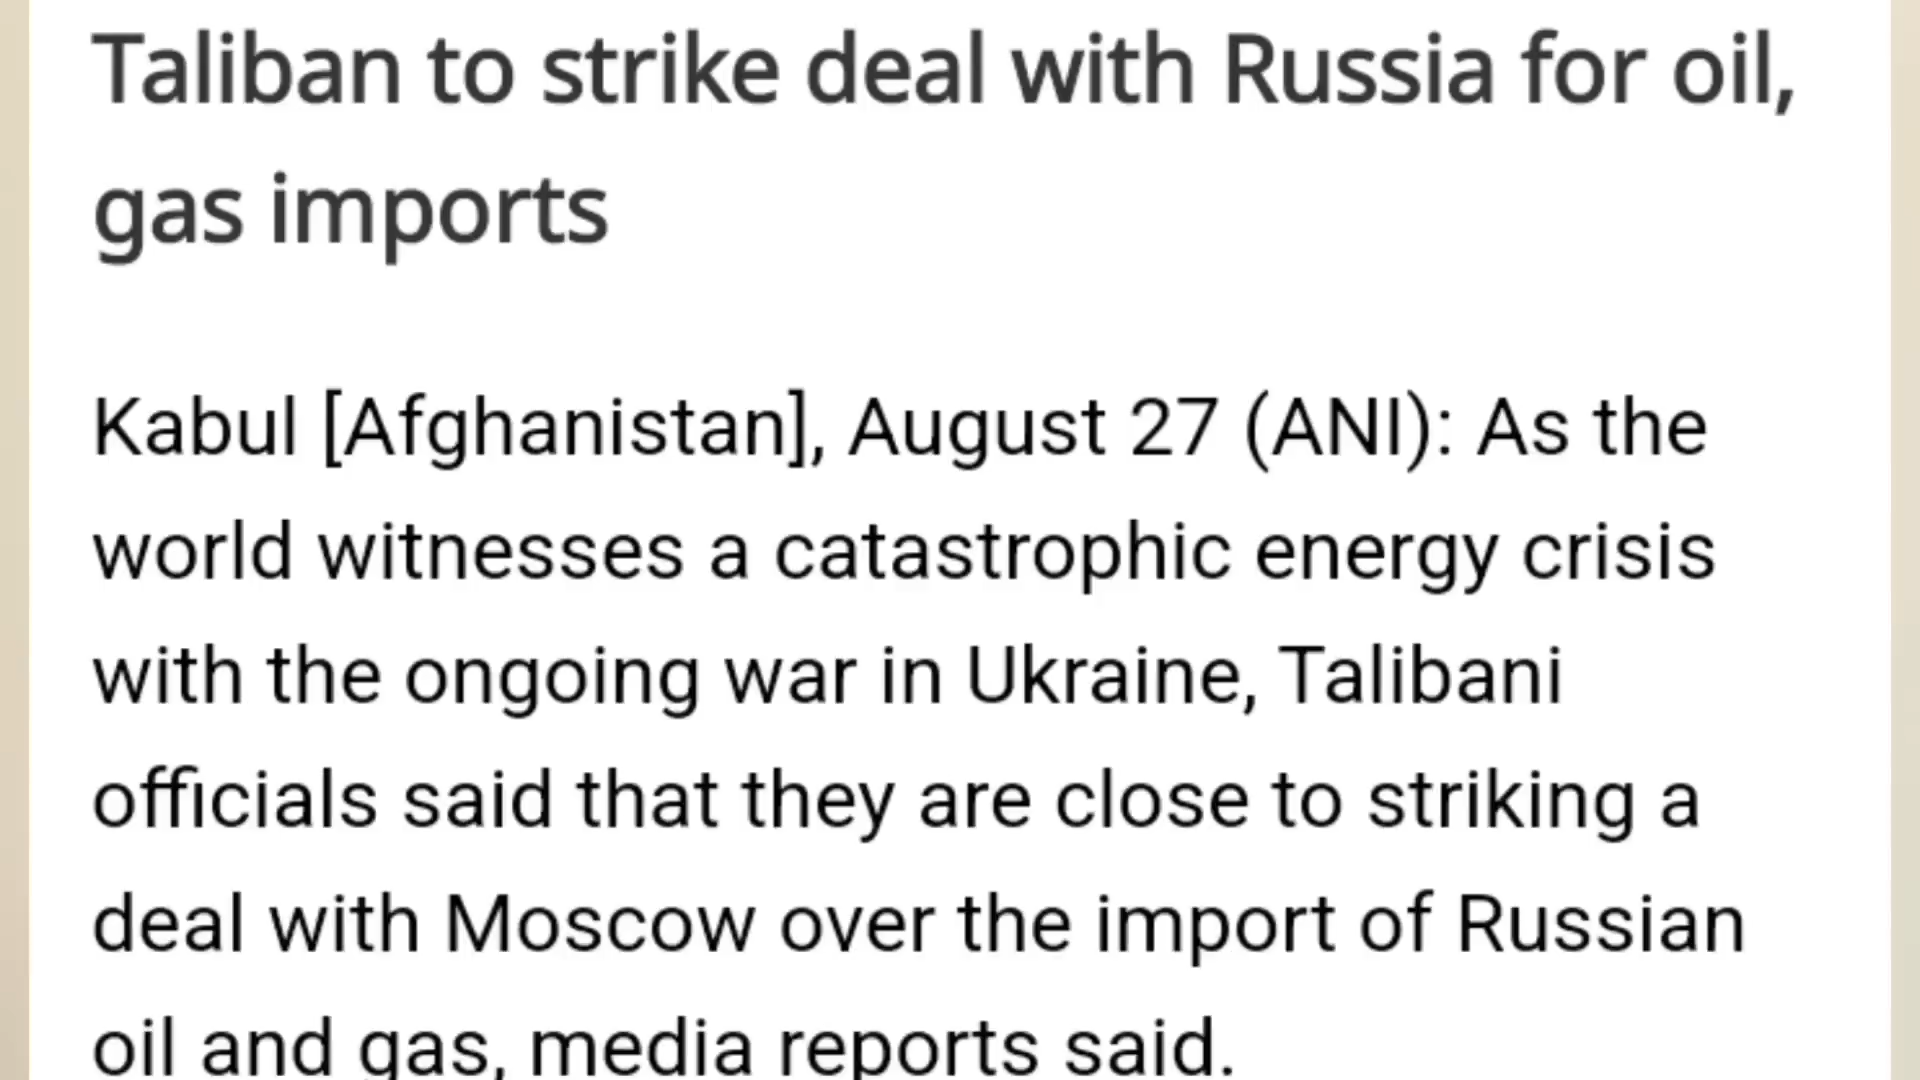 Taliban to strike deal with Russia for oil,
gas imports
Kabul [Afghanistan], August 27 (ANI): As the
world witnesses a catastrophic energy crisis
with the ongoing war in Ukraine, Talibani
officials said that they are close to striking a
deal with Moscow over the import of Russian
oil and gas, media reports said.